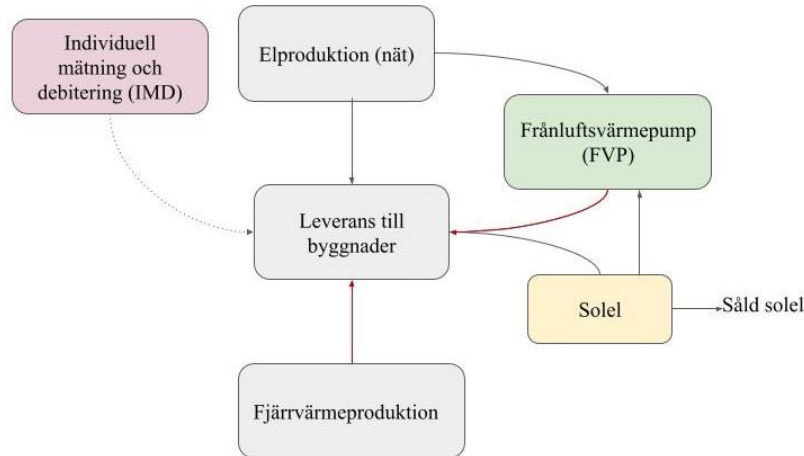 Individuell
mätning och
debitering (IMD)
Elproduktion (nät)
Frånluftsvärmepump
(FVP)
Leverans till
byggnader
Solel
Såld solel
Fjärrvärmeproduktion